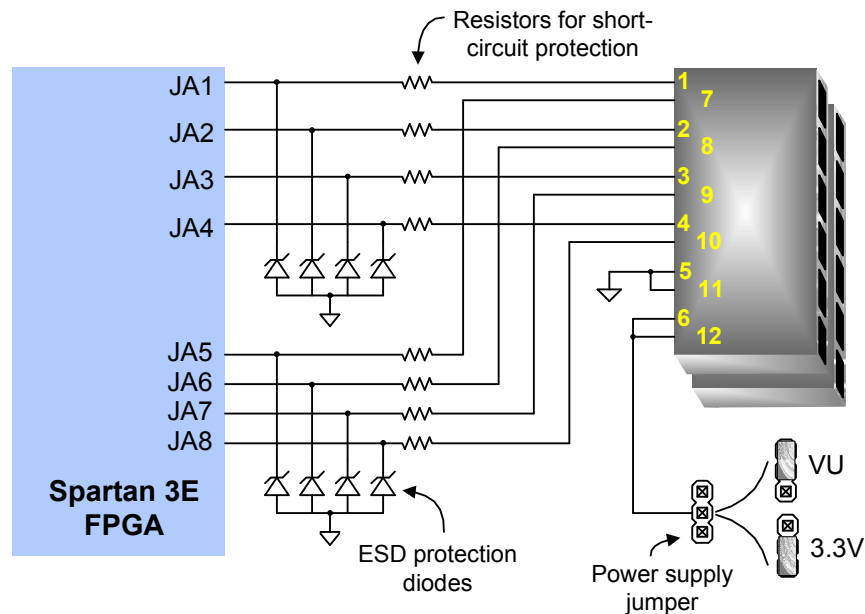 Resistors for short-
circuit protection
JA1
JA2
JA3
JA4
JA5
JA6
JA7
JA8
Spartan 3E
FPGA
1
7
2
8
3
9
4
10
5
11
6
12
ESD protection
diodes
Power supply
jumper
VU
3.3V